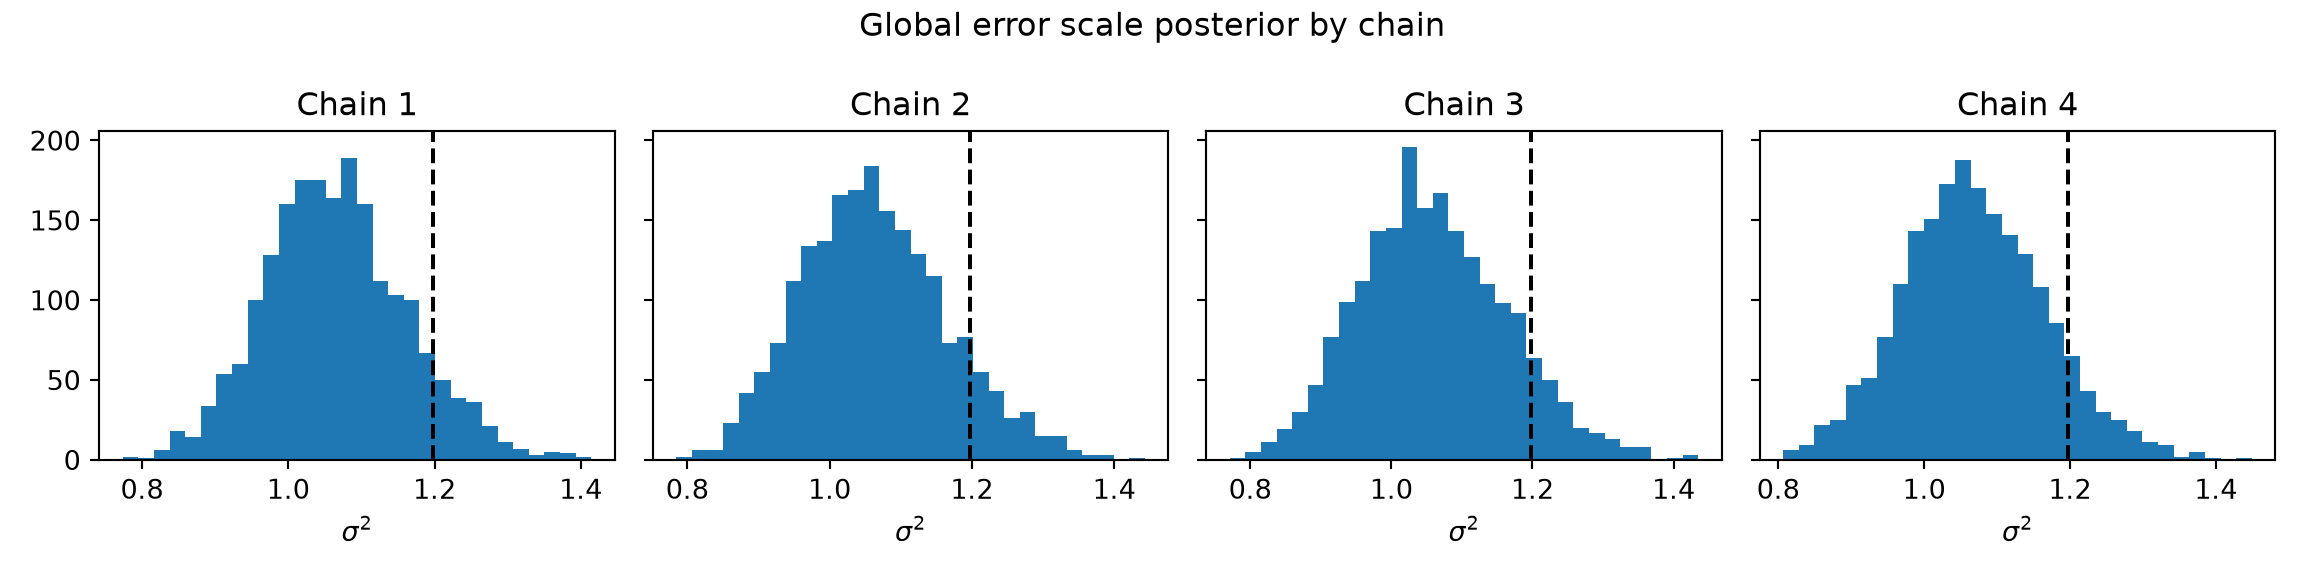 Global error scale posterior by chain
Chain 1 Chain 2 Chain 3 Chain 4
200
150
100
50
0
0.8 1.0 1.2 1.4 0.8 1.0 1.2 1.4 0.8 1.0 1.2 1.4 0.8 1.0 1.2 1.4
σ² σ² σ² σ²